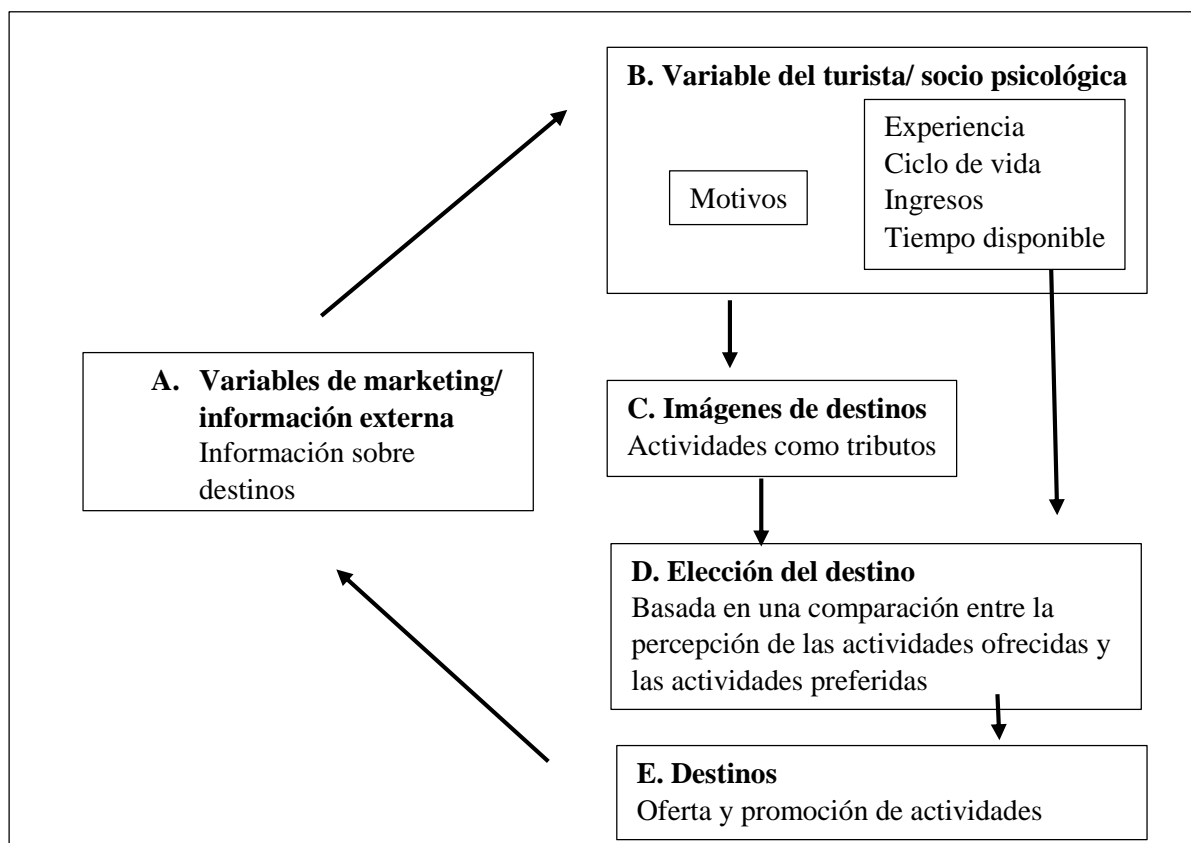 B. Variable del turista/ socio psicológica
Experiencia
Ciclo de vida
Ingresos
Tiempo disponible
Motivos
A. Variables de marketing/
información externa
Información sobre
destinos
C. Imágenes de destinos
Actividades como tributos
D. Elección del destino
Basada en una comparación entre la
percepción de las actividades ofrecidas y
las actividades preferidas
E. Destinos
Oferta y promoción de actividades